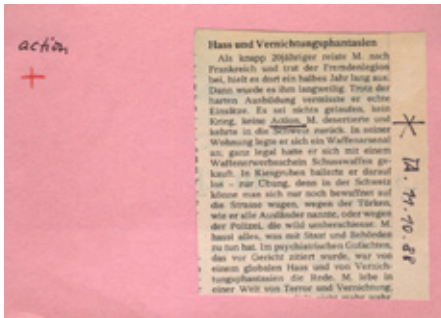 action
+
Hass und Vernichtungsphantasien
Als knapp 20jähriger reiste M. nach
Frankreich und trat der Fremdenlegion
bei, hielt es dort ein halbes Jahr lang aus.
Dann wurde es ihm langweilig. Trotz der
harten Ausbildung vermisste er echte
Einsätze. Es sei nichts gelaufen, kein
Krieg, keine Action. M. desertierte und
kehrte in die Schweiz zurück. In seiner
Wohnung legte er sich ein Waffenarsenal
an; ganz legal hatte er sich mit einem
Waffenerwerbsschein Schusswaffen ge-
kauft. In Kiesgruben ballerte er darauf
los – zur Übung, denn in der Schweiz
könne man sich nur noch bewaffnet auf
die Strasse wagen, wegen der Türken,
wie er alle Ausländer nannte, oder wegen
der Polizei, die wild umherschiesse. M.
hasst alles, was mit Staat und Behörden
zu tun hat. Im psychiatrischen Gutachten,
das vor Gericht zitiert wurde, war von
einem globalen Hass und von Vernich-
tungsphantasien die Rede. M. lebe in
einer Welt von Terror und Vernichtung,
nicht mehr wahr
TA. 11.10.88